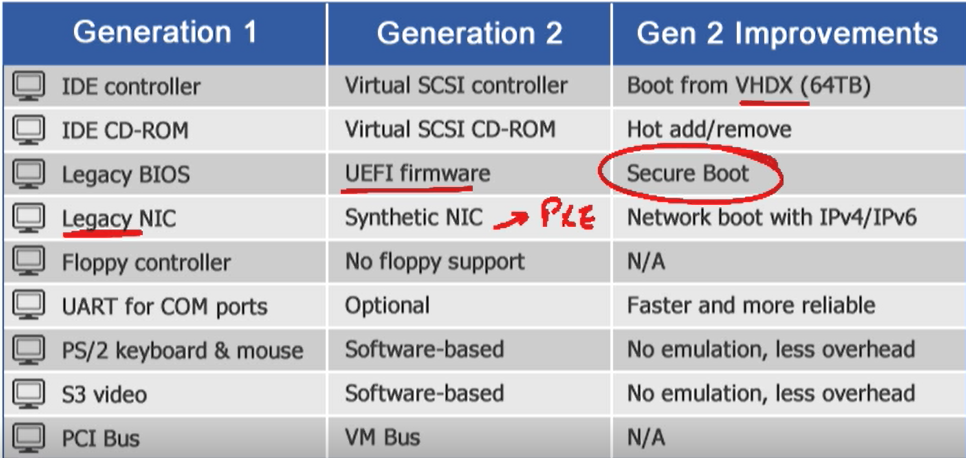 Generation 1 Generation 2 Gen 2 Improvements
IDE controller Virtual SCSI controller Boot from VHDX (64TB)
IDE CD-ROM Virtual SCSI CD-ROM Hot add/remove
Legacy BIOS UEFI firmware Secure Boot
Legacy NIC Synthetic NIC Network boot with IPv4/IPv6
Floppy controller No floppy support N/A
UART for COM ports Optional Faster and more reliable
PS/2 keyboard & mouse Software-based No emulation, less overhead
S3 video Software-based No emulation, less overhead
PCI Bus VM Bus N/A